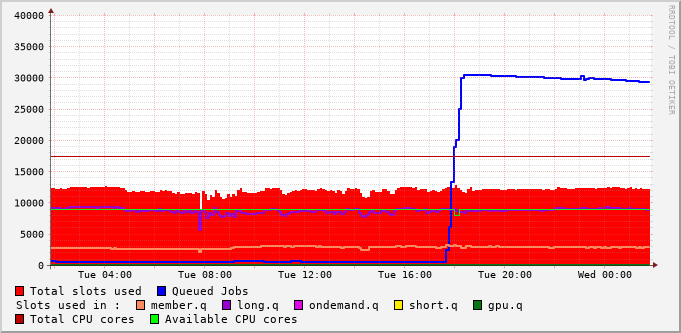 RRDTOOL / TOBI OETIKER
40000
35000
30000
25000
20000
15000
10000
5000
0
Tue 04:00 Tue 08:00 Tue 12:00 Tue 16:00 Tue 20:00 Wed 00:00
Total slots used Queued Jobs
Slots used in : member.q long.q ondemand.q short.q gpu.q
Total CPU cores Available CPU cores